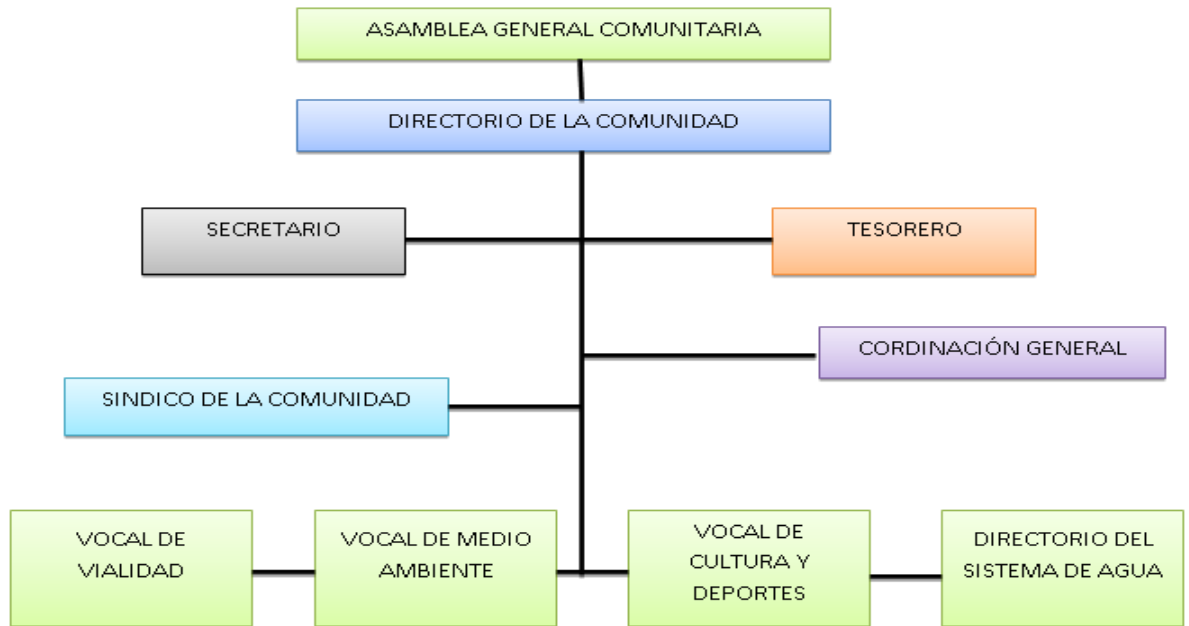 ASAMBLEA GENERAL COMUNITARIA
DIRECTORIO DE LA COMUNIDAD
SECRETARIO
TESORERO
CORDINACIÓN GENERAL
SINDICO DE LA COMUNIDAD
VOCAL DE
VIALIDAD
VOCAL DE MEDIO
AMBIENTE
VOCAL DE
CULTURA Y
DEPORTES
DIRECTORIO DEL
SISTEMA DE AGUA